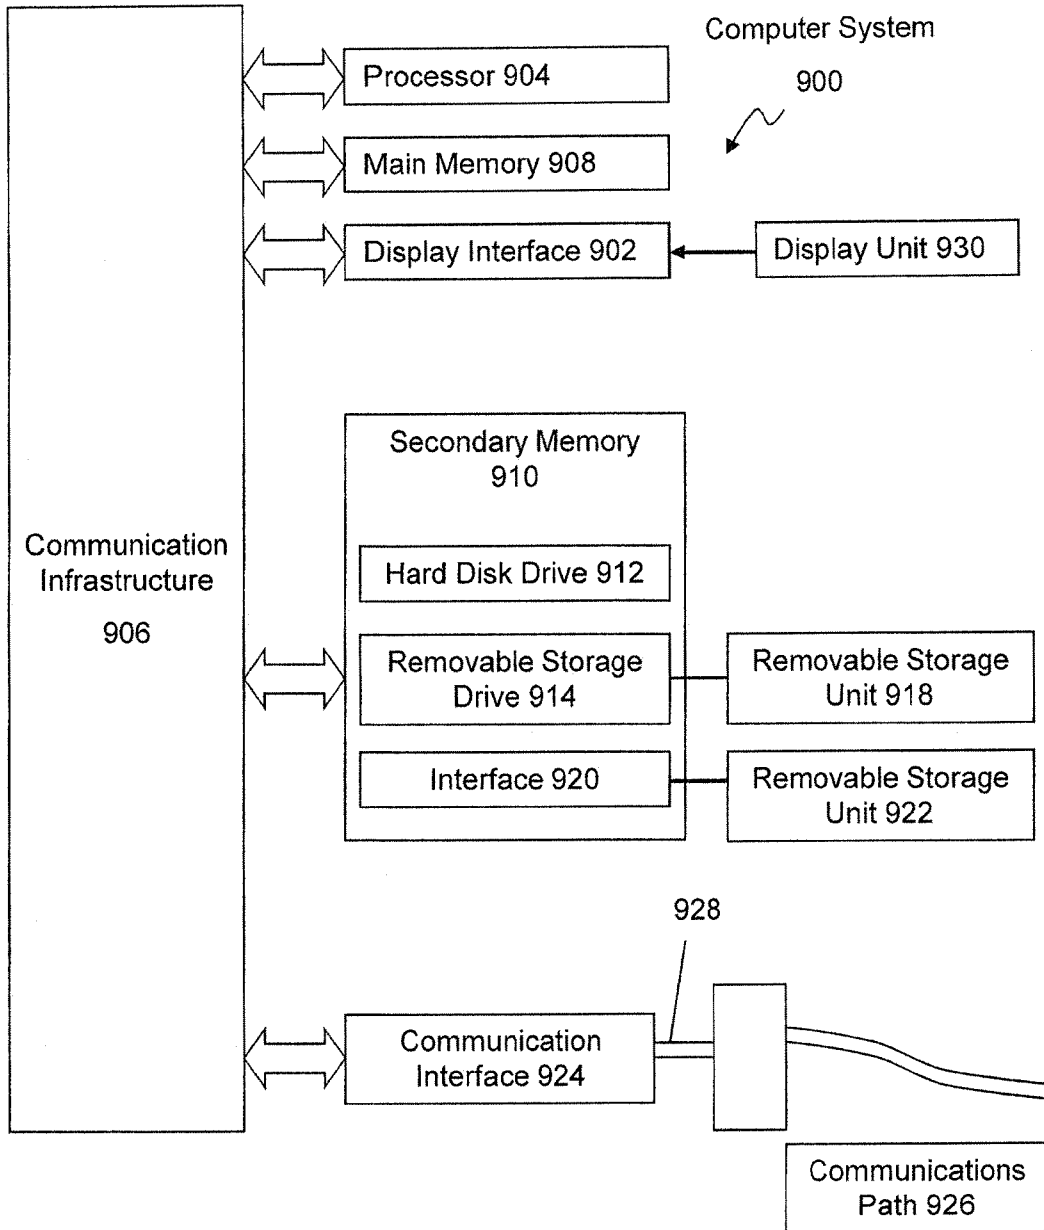 Computer System
900
Processor 904
Main Memory 908
Display Interface 902
Display Unit 930
Secondary Memory
910
Communication
Infrastructure
906
Hard Disk Drive 912
Removable Storage
Drive 914
Removable Storage
Unit 918
Interface 920
Removable Storage
Unit 922
928
Communication
Interface 924
Communications
Path 926